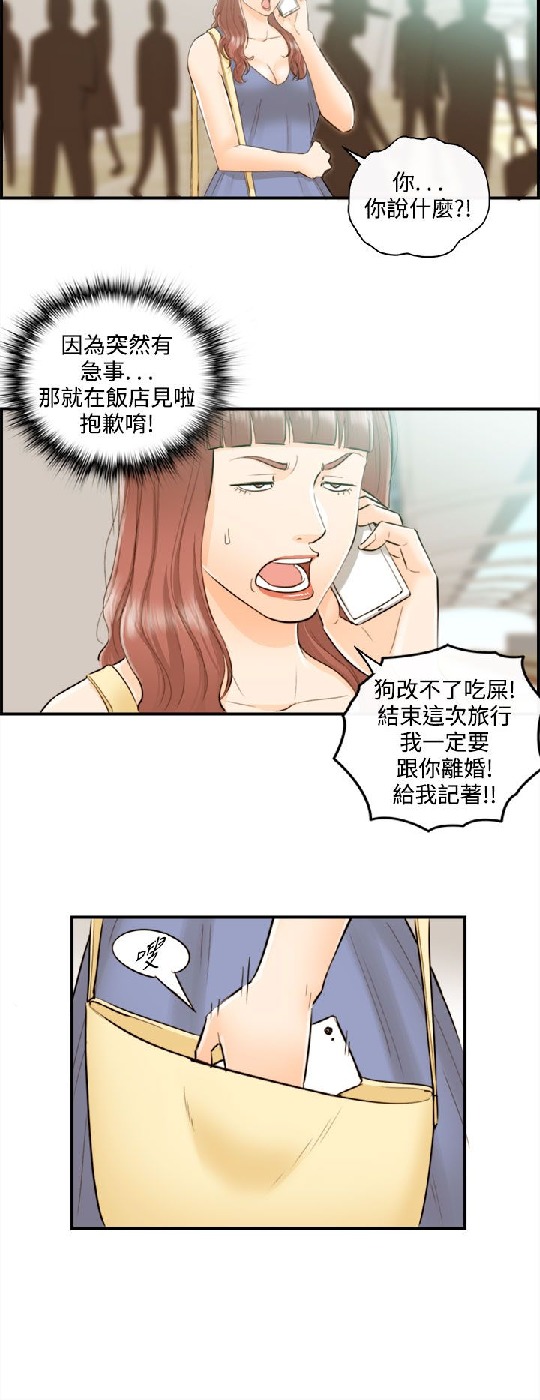 你...
你說什麼?!
因為突然有
急事...
那就在飯店見啦
抱歉唷!
狗改不了吃屎!
結束這次旅行
我一定要
跟你離婚!
給我記著!!
嗖